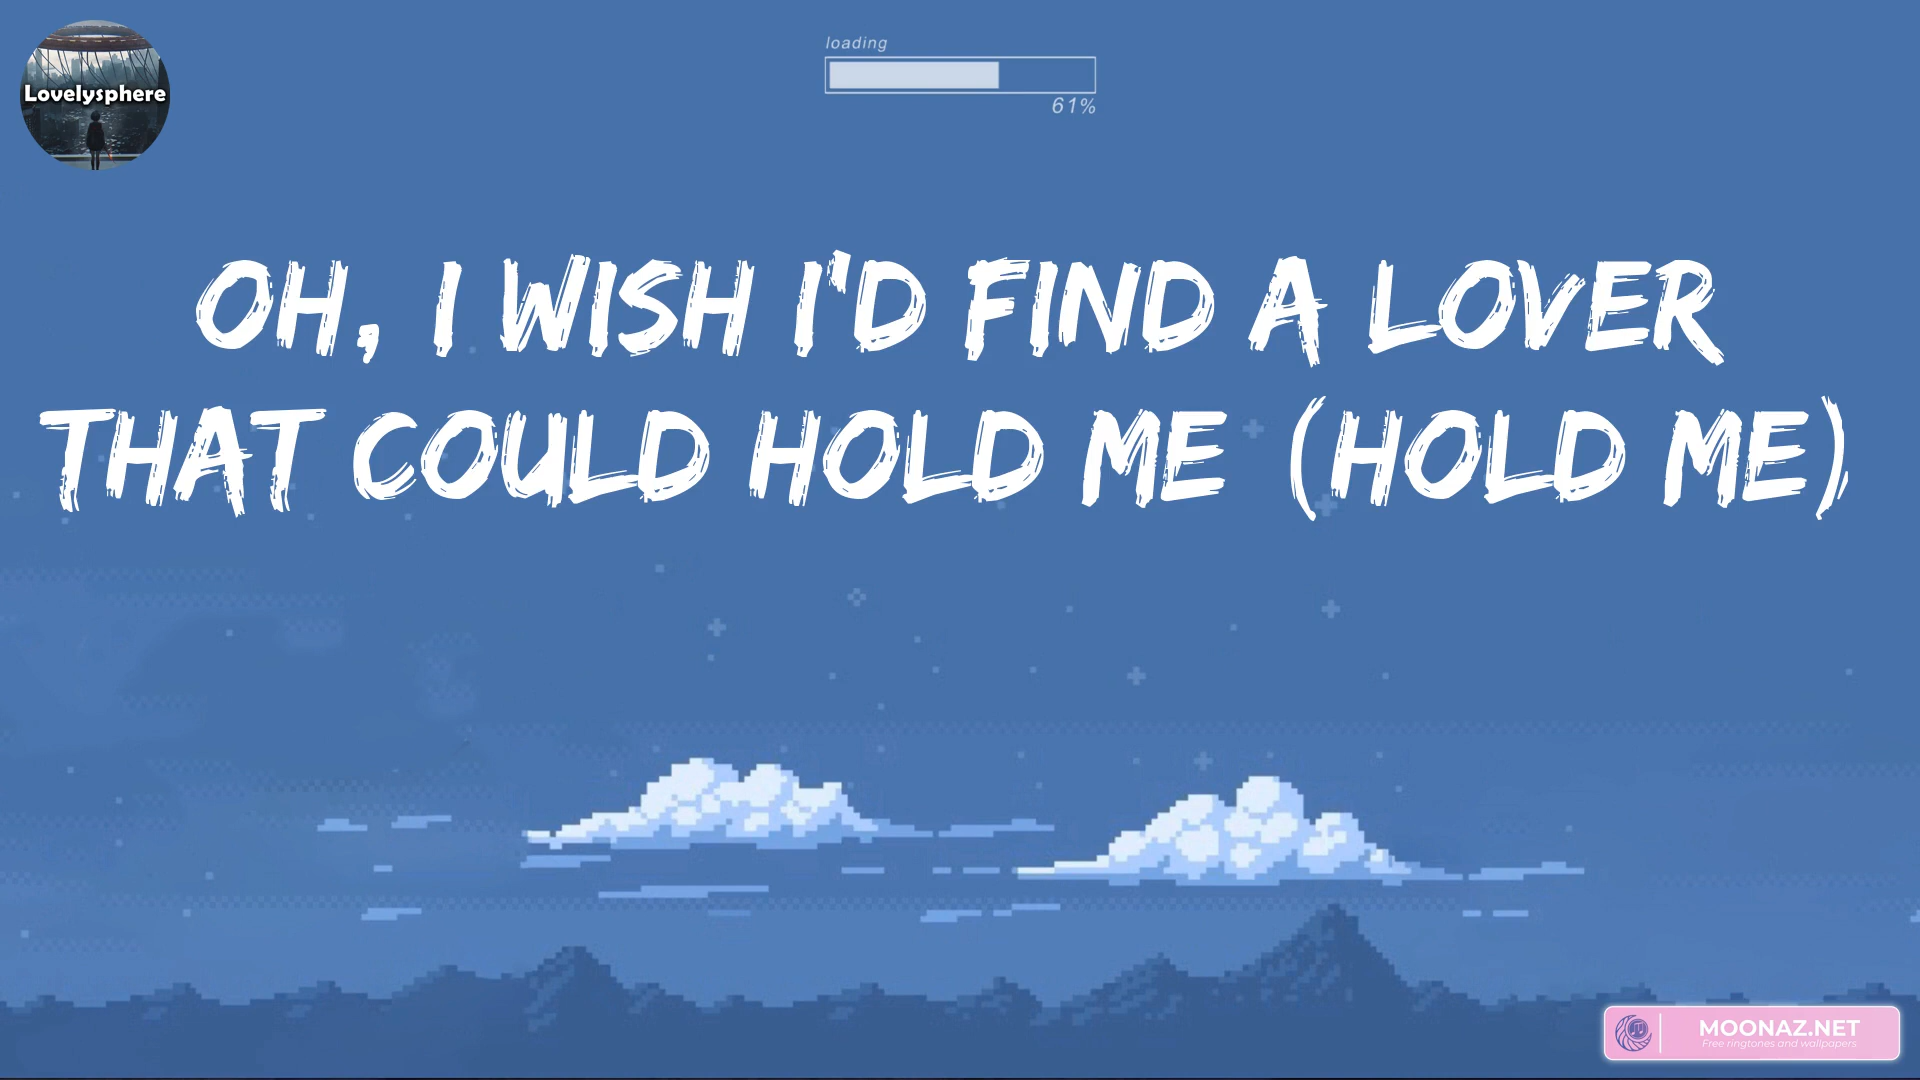 Lovelysphere
loading
61%
OH, I WISH I'D FIND A LOVER
THAT COULD HOLD ME (HOLD ME)
MOONAZ.NET
Free ringtones and wallpapers